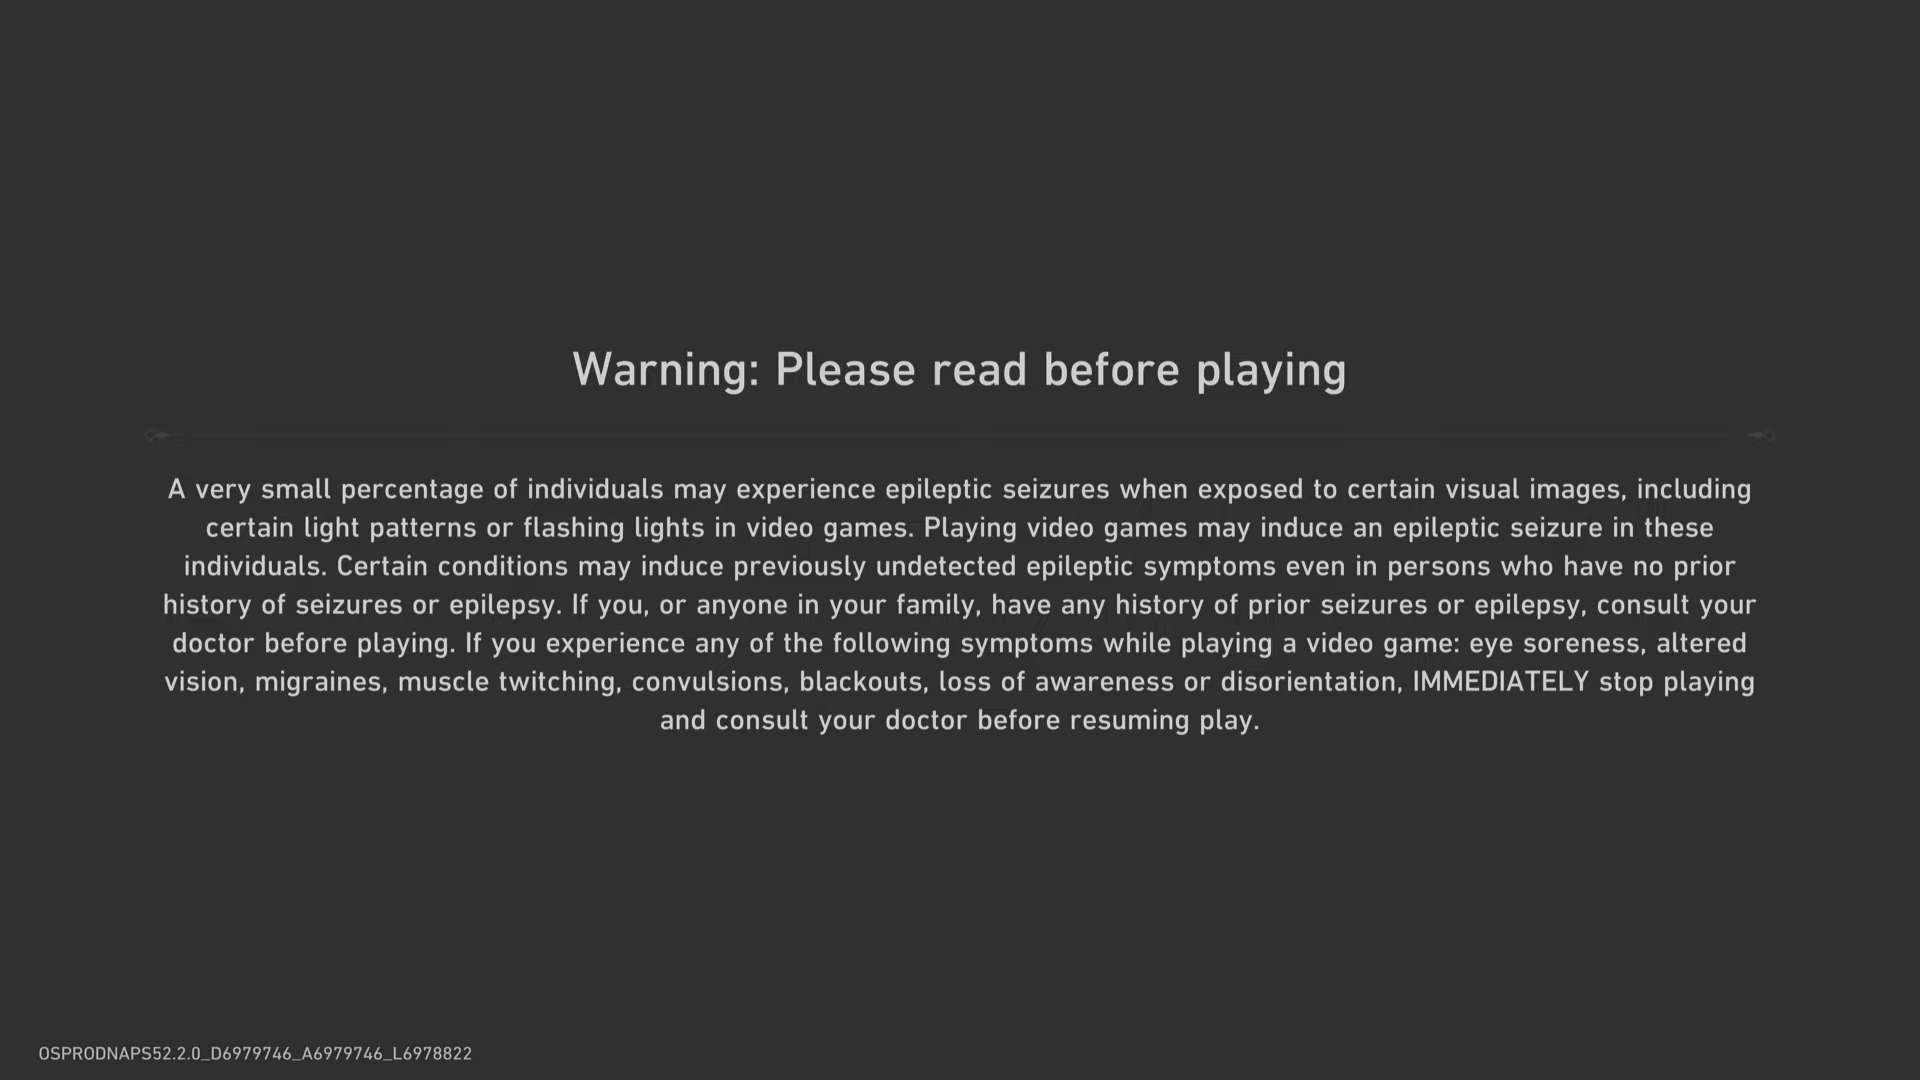 Warning: Please read before playing
A very small percentage of individuals may experience epileptic seizures when exposed to certain visual images, including
certain light patterns or flashing lights in video games. Playing video games may induce an epileptic seizure in these
individuals. Certain conditions may induce previously undetected epileptic symptoms even in persons who have no prior
history of seizures or epilepsy. If you, or anyone in your family, have any history of prior seizures or epilepsy, consult your
doctor before playing. If you experience any of the following symptoms while playing a video game: eye soreness, altered
vision, migraines, muscle twitching, convulsions, blackouts, loss of awareness or disorientation, IMMEDIATELY stop playing
and consult your doctor before resuming play.
OSPRODNAPS52.2.0_D6979746_A6979746_L6978822